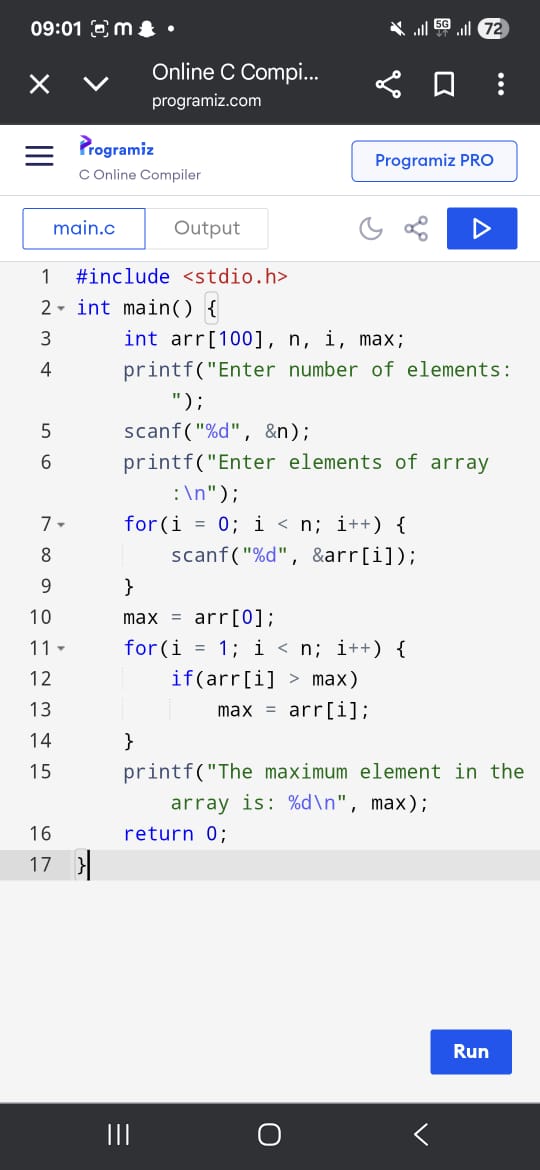 09:01 m 5G 72
Online C Compi...
programiz.com
Programiz
C Online Compiler
Programiz PRO
main.c Output
1 #include <stdio.h>
2 int main() {
3 int arr[100], n, i, max;
4 printf("Enter number of elements:
");
5 scanf("%d", &n);
6 printf("Enter elements of array
:\n");
7 for(i = 0; i < n; i++) {
8 scanf("%d", &arr[i]);
9 }
10 max = arr[0];
11 for(i = 1; i < n; i++) {
12 if(arr[i] > max)
13 max = arr[i];
14 }
15 printf("The maximum element in the
array is: %d\n", max);
16 return 0;
17 }
Run